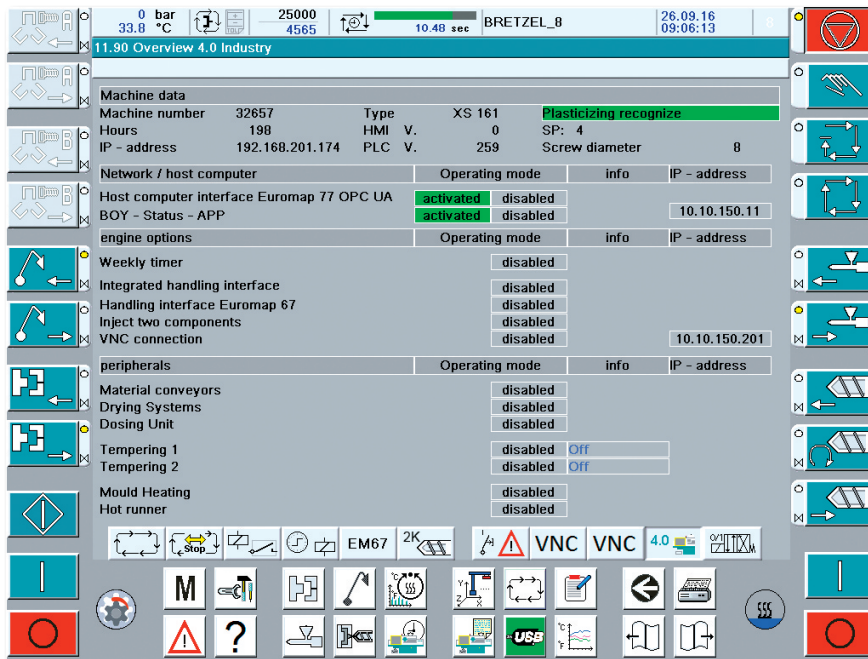 0 bar 25000 BRETZEL_8 26.09.16 8
33.8 °C 4565 10.48 sec 09:06:13
11.90 Overview 4.0 Industry
Machine data
Machine number 32657 Type XS 161 Plasticizing recognize
Hours 198 HMI V. 0 SP: 4
IP - address 192.168.201.174 PLC V. 259 Screw diameter 8
Network / host computer Operating mode info IP - address
Host computer interface Euromap 77 OPC UA activated disabled
BOY - Status - APP activated disabled 10.10.150.11
engine options Operating mode info IP - address
Weekly timer disabled
Integrated handling interface disabled
Handling interface Euromap 67 disabled
Inject two components disabled
VNC connection disabled 10.10.150.201
peripherals Operating mode info IP - address
Material conveyors disabled
Drying Systems disabled
Dosing Unit disabled
Tempering 1 disabled Off
Tempering 2 disabled Off
Mould Heating disabled
Hot runner disabled
Stop EM67 2K VNC VNC 4.0 0/1 M
M °C Y T Z X
? USB °C °F
A
A
B
B